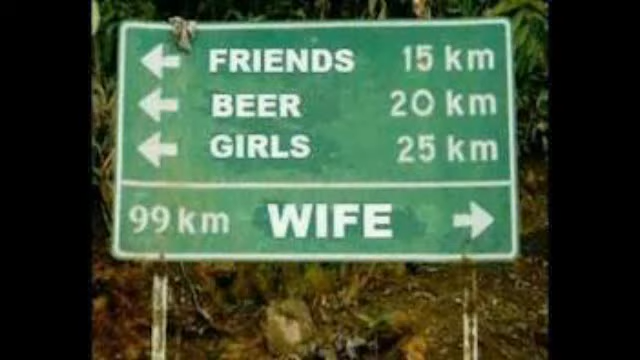 FRIENDS 15 km
BEER 20 km
GIRLS 25 km
99 km WIFE